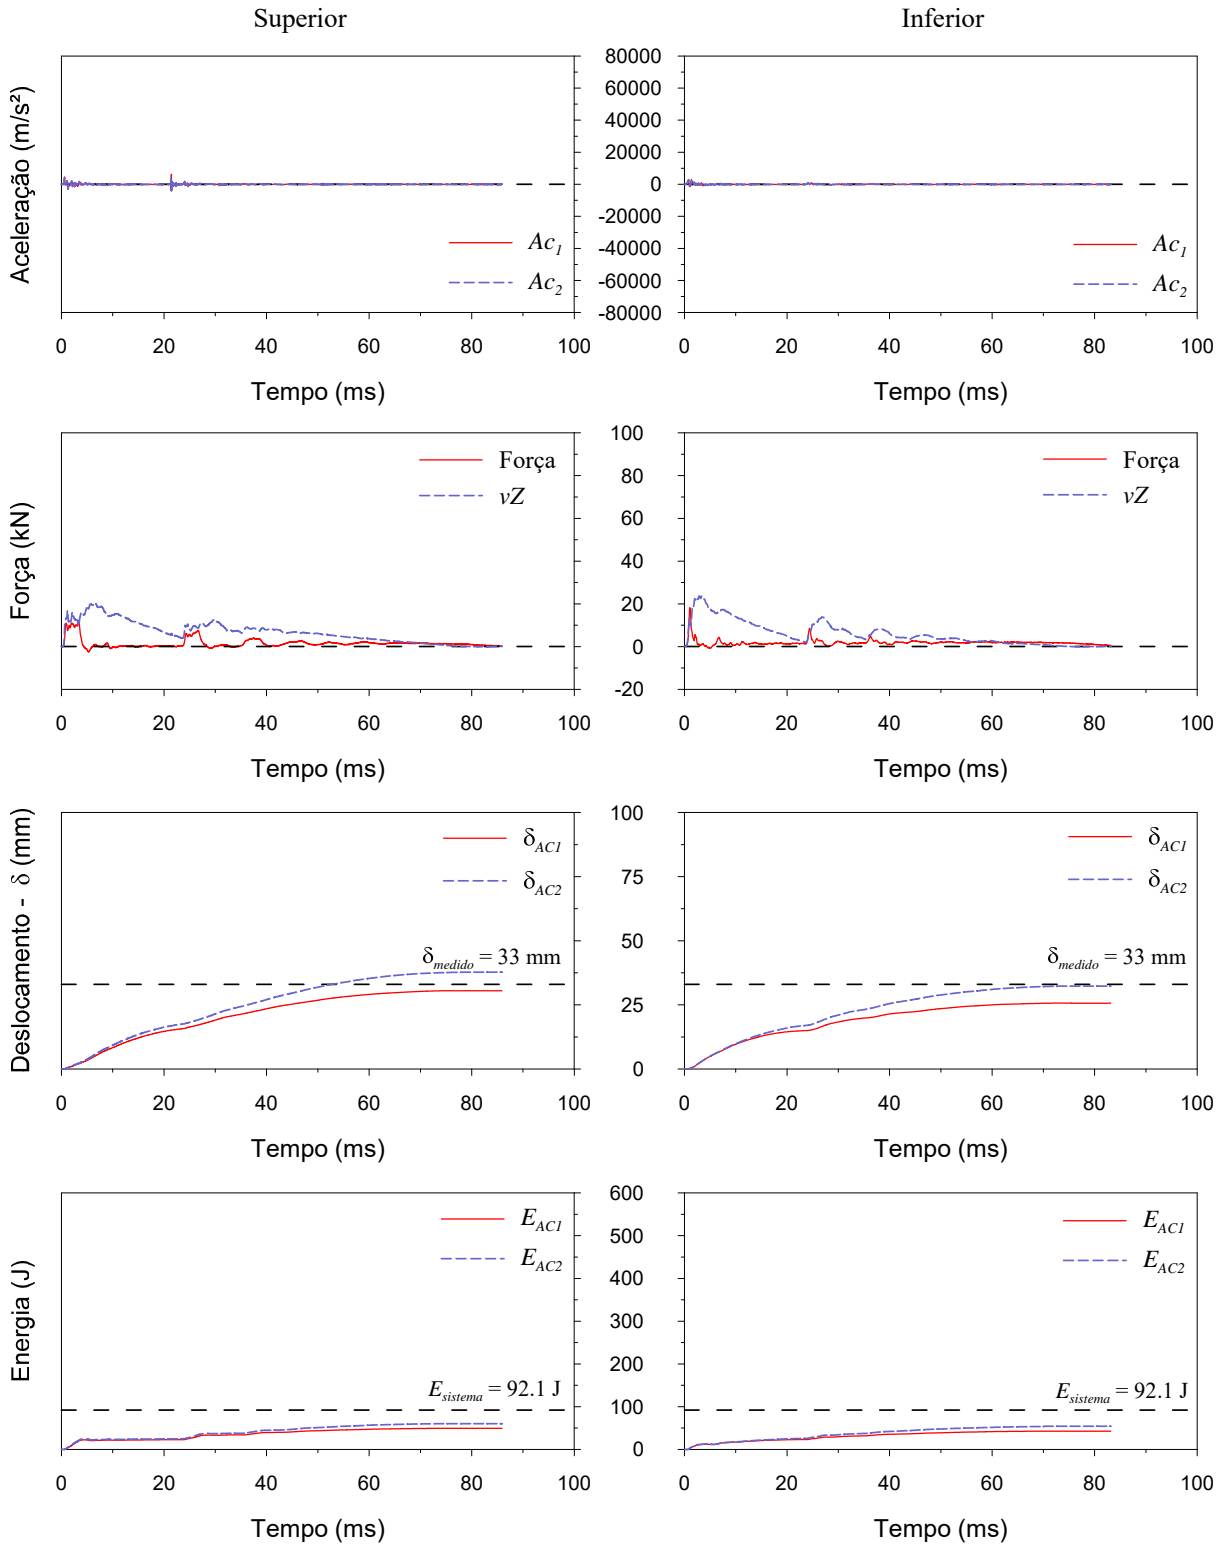 Superior Inferior
Aceleração (m/s²)
80000
60000
40000
20000
0
-20000
-40000
-60000
-80000
Ac1
Ac2
Ac1
Ac2
0 20 40 60 80 100
0 20 40 60 80 100
Tempo (ms) Tempo (ms)
Força (kN)
100
80
60
40
20
0
-20
Força
vZ
Força
vZ
0 20 40 60 80 100
0 20 40 60 80 100
Tempo (ms) Tempo (ms)
Deslocamento - δ (mm)
100
75
50
25
0
δAC1
δAC2
δmedido = 33 mm
δAC1
δAC2
δmedido = 33 mm
0 20 40 60 80 100
0 20 40 60 80 100
Tempo (ms) Tempo (ms)
Energia (J)
600
500
400
300
200
100
0
EAC1
EAC2
Esistema = 92.1 J
EAC1
EAC2
Esistema = 92.1 J
0 20 40 60 80 100
0 20 40 60 80 100
Tempo (ms) Tempo (ms)